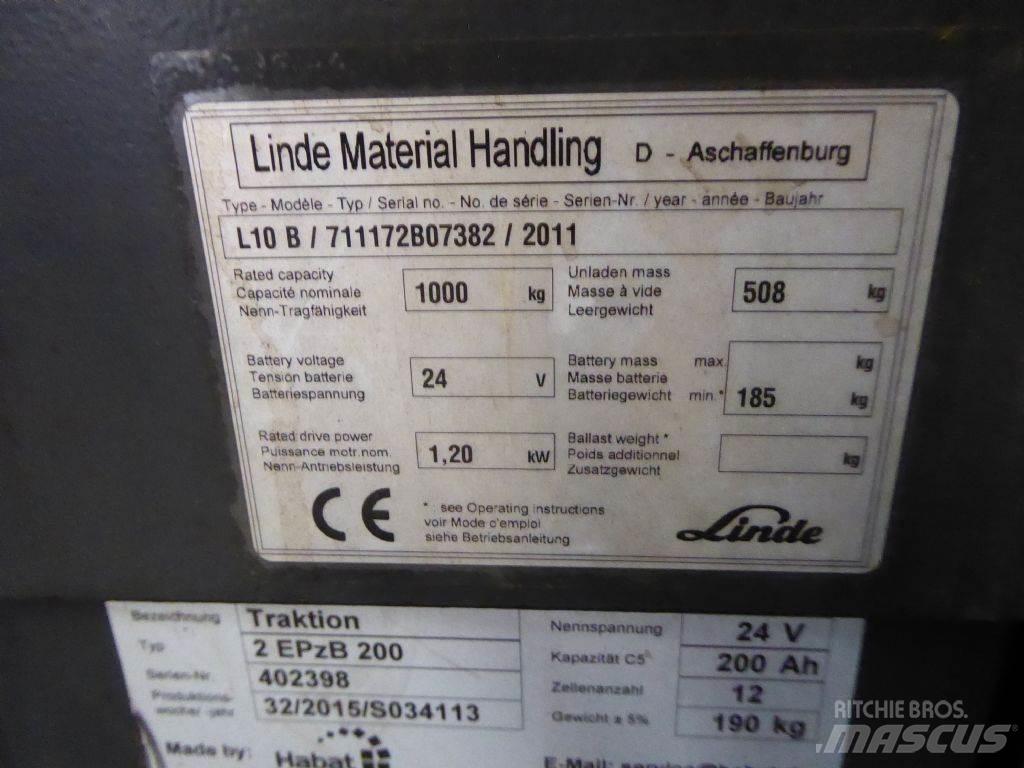 Linde Material Handling D - Aschaffenburg
Type - Modèle - Typ / Serial no. - No. de série - Serien-Nr. / year - année - Baujahr
L10 B / 711172B07382 / 2011
Rated capacity
Capacité nominale
Nenn-Tragfähigkeit
1000 kg
Unladen mass
Masse à vide
Leergewicht
508 kg
Battery voltage
Tension batterie
Batteriespannung
24 V
Battery mass max.
Masse batterie
Batteriegewicht min.*
kg
185 kg
Rated drive power
Puissance motr.nom.
Nenn-Antriebsleistung
1,20 kW
Ballast weight *
Poids additionnel
Zusatzgewicht
kg
CE
* : see Operating instructions
voir Mode d'emploi
siehe Betriebsanleitung
Linde
Bezeichnung Traktion
Typ 2 EPzB 200
Serien-Nr. 402398
Produktions-
woche/ -jahr 32/2015/S034113
Nennspannung 24 V
Kapazität C5 200 Ah
Zellenanzahl 12
Gewicht ± 5% 190 kg
Made by: Habat
E-Mail:
RITCHIE BROS.
MASCUS